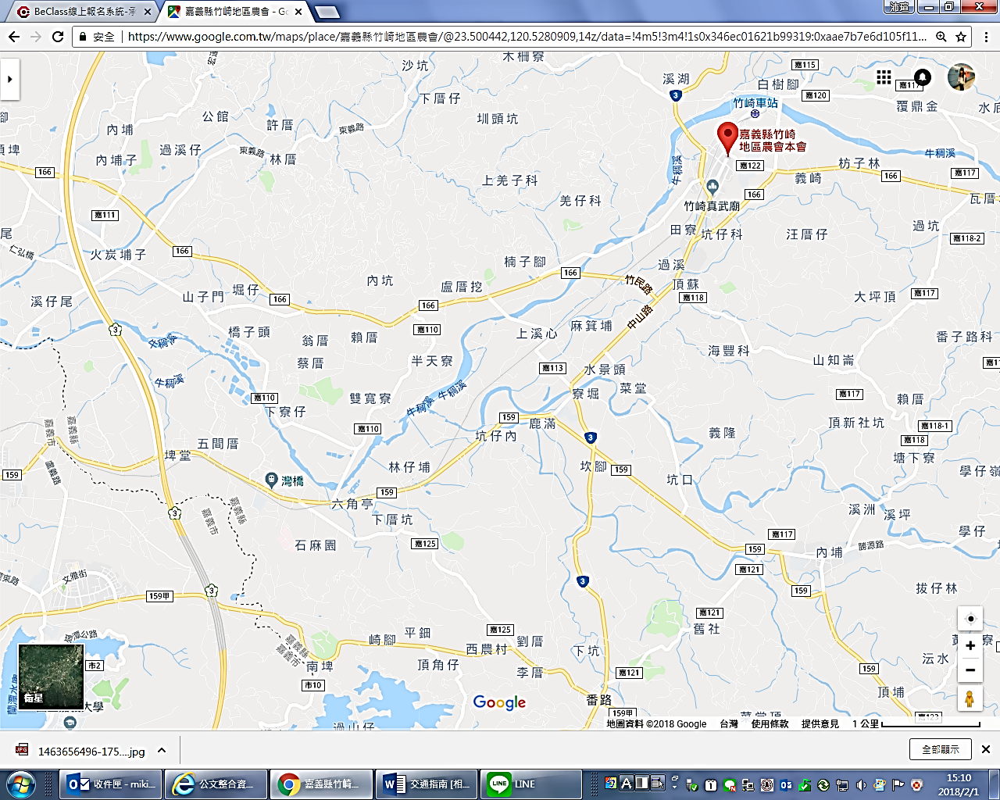 BeClass線上報名系統-承
嘉義縣竹崎地區農會 - Go
沛瑄
安全
https://www.google.com.tw/maps/place/嘉義縣竹崎地區農會/@23.500442,120.5280909,14z/data=!4m5!3m4!1s0x346ec01621b99319:0xaae7b7e6d105f11...
木柵寮
沙坑
溪湖
嘉115
白樹腳
嘉117
下厝仔
3
嘉120
竹崎車站
覆鼎金
水底
公館
許厝
東義路
圳頭坑
內埔
嘉義縣竹崎
地區農會本會
過溪仔
東義路
林厝
牛稠溪
內埔子
166
牛稠溪
嘉122
枋子林
嘉117
上羌子科
義崎
166
羌仔科
166
瓦厝
竹崎真武廟
嘉111
田寮
坑仔科
汪厝仔
過坑
嘉118-2
仁弘橋
火炭埔子
166
楠子腳
過溪
內坑
166
竹民路
盧厝挖
頂蘇
堀仔
山子門
166
嘉118
大坪頂
嘉117
溪仔尾
166
中山路
3
橋子頭
嘉110
上溪心
麻箕埔
牛稠溪
翁厝
賴厝
海豐科
番子路科
蔡厝
半天寮
山知崙
嘉113
水景頭
牛稠溪
牛稠溪
菜堂
嘉117
嘉110
雙寬寮
寮堀
賴厝
下寮仔
牛稠溪
159
鹿滿
頂新社坑
嘉118-1
嘉義市
嘉義縣
嘉110
坑仔內
3
義隆
嘉118
五間厝
埤堂
塘下寮
159
盧義路
林仔埔
坎腳
159
坑口
學仔嶺
灣橋
159
六角亭
溪洲
溪坪
3
嘉義市
嘉義縣
下厝坑
嘉117
學仔
石麻園
嘉125
159
內埔
勝源路
嘉121
文雅街
3
3
159
拔仔林
159甲
嘉121
嘉125
舊社
平鈿
崎腳
劉厝
西農村
下坑
沄水
市2
嘉義縣
嘉義市
南埤
頂角仔
李厝
嘉121
159
衛星
市10
番路
頂埔
大學
Google
159甲
過山仔
地圖資料 ©2018 Google
台灣
使用條款
提供意見
1 公里
1463656496-175....jpg
全部顯示
收件匣 - miki...
公文整合資...
嘉義縣竹崎...
交通指南 [相...
LINE
15:10
2018/2/1